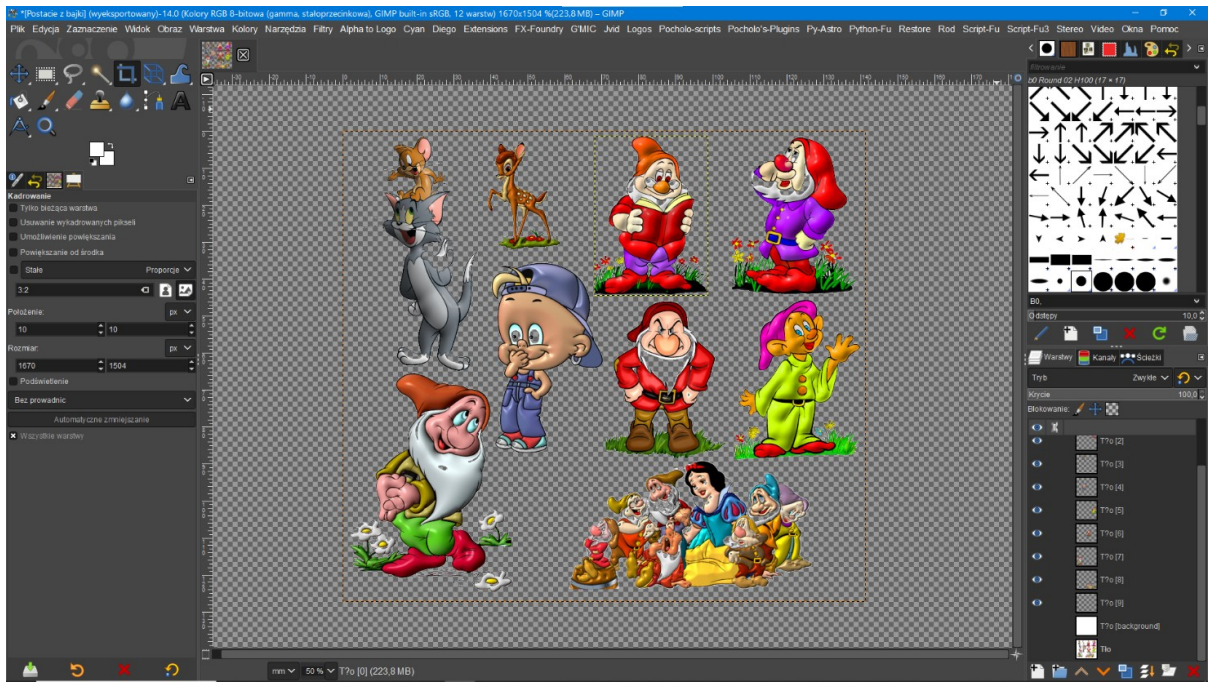 *[Postacie z bajki] (wyeksportowany)-14.0 (Kolory RGB 8-bitowa (gamma, stałoprzecinkowa), GIMP built-in sRGB, 12 warstw) 1670x1504 %(223,8 MB) – GIMP
Plik Edycja Zaznaczenie Widok Obraz Warstwa Kolory Narzędzia Filtry Alpha to Logo Cyan Diego Extensions FX-Foundry G'MIC Jvid Logos Pocholo-scripts Pocholo's-Plugins Py-Astro Python-Fu Restore Rod Script-Fu Script-Fu3 Stereo Video Okna Pomoc
filtrowanie
b0 Round 02 H100 (17 × 17)
Kadrowanie
Tylko bieżąca warstwa
Usuwanie wykadrowanych pikseli
Umożliwienie powiększania
Powiększanie od środka
Stałe Proporcje
3:2
Położenie: px
10 10
Rozmiar: px
1670 1504
Podświetlenie
Bez prowadnic
Automatyczne zmniejszanie
Wszystkie warstwy
B0,
Odstępy 10,0
Warstwy Kanały Ścieżki
Tryb Zwykłe
Krycie 100,0
Blokowanie:
T?o [2]
T?o [3]
T?o [4]
T?o [5]
T?o [6]
T?o [7]
T?o [8]
T?o [9]
T?o [background]
Tło
mm 50 % T?o [0] (223,8 MB)